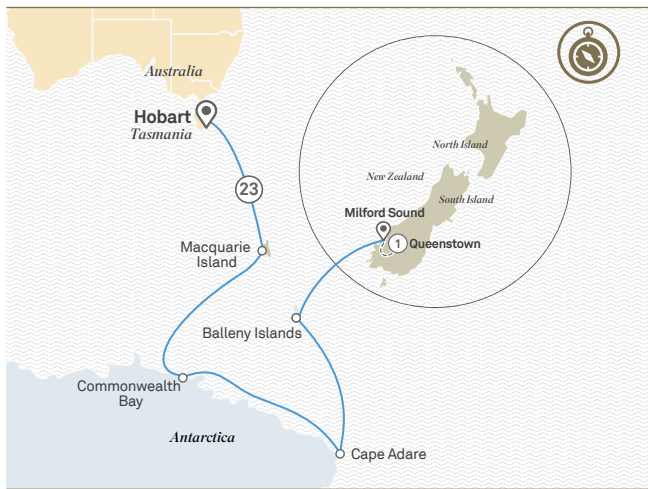 Australia
Hobart
Tasmania
23
Macquarie
Island
North Island
New Zealand
South Island
Milford Sound
1 Queenstown
Balleny Islands
Commonwealth
Bay
Antarctica
Cape Adare